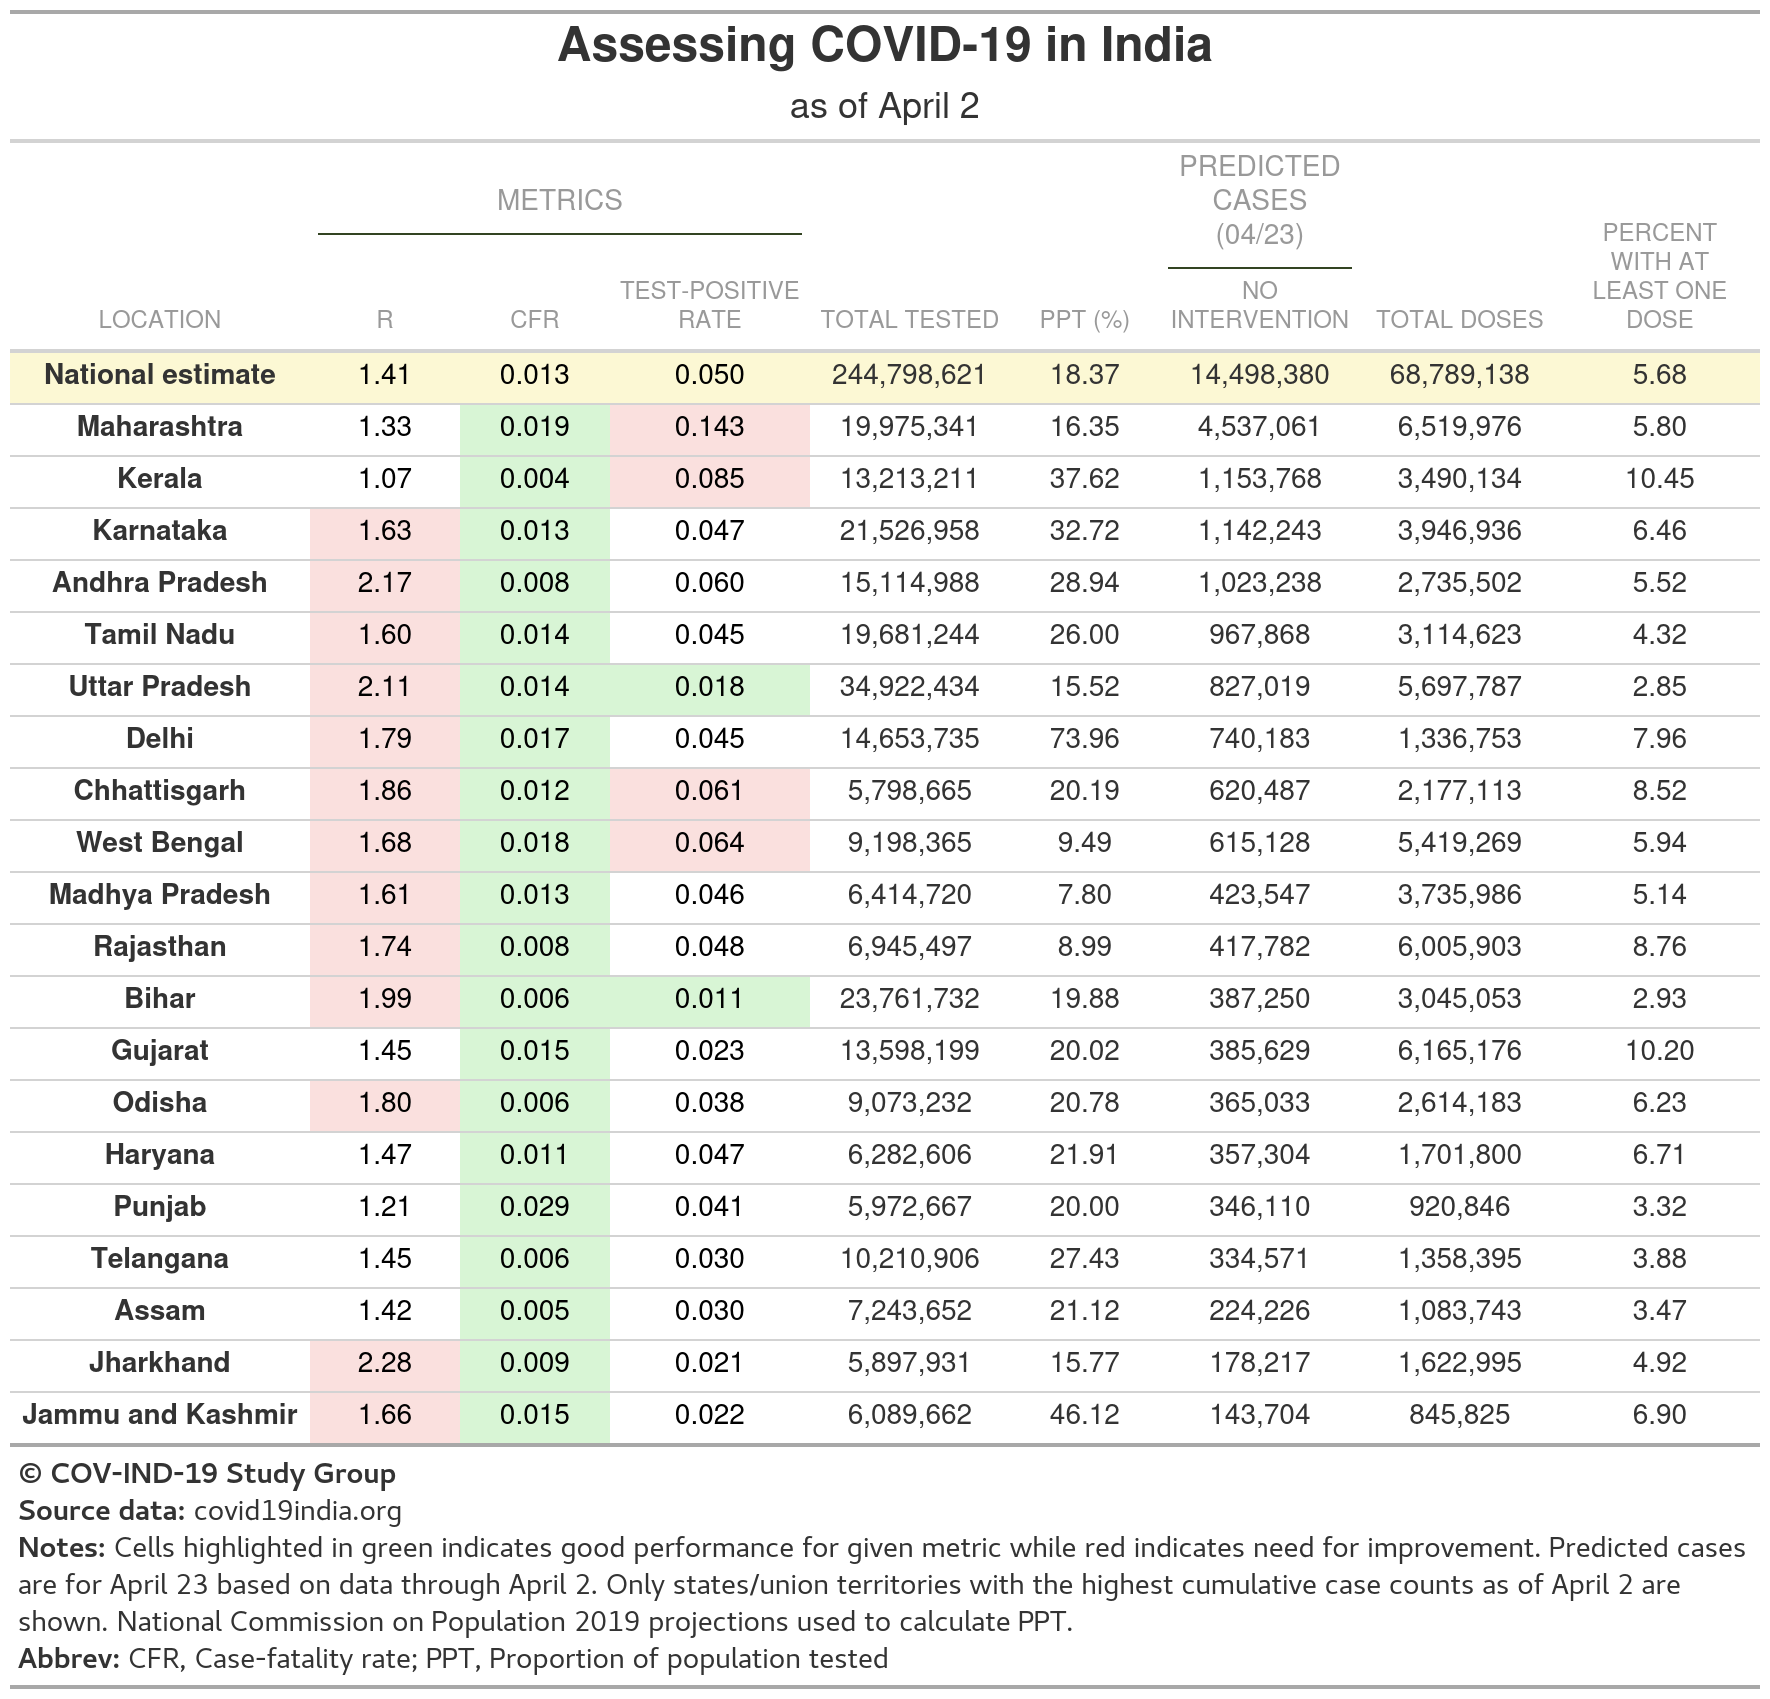 Assessing COVID-19 in India
as of April 2
METRICS
PREDICTED
CASES
(04/23)
LOCATION
R
CFR
TEST-POSITIVE
RATE
TOTAL TESTED
PPT (%)
NO
INTERVENTION
TOTAL DOSES
PERCENT
WITH AT
LEAST ONE
DOSE
National estimate 1.41 0.013 0.050 244,798,621 18.37 14,498,380 68,789,138 5.68
Maharashtra 1.33 0.019 0.143 19,975,341 16.35 4,537,061 6,519,976 5.80
Kerala 1.07 0.004 0.085 13,213,211 37.62 1,153,768 3,490,134 10.45
Karnataka 1.63 0.013 0.047 21,526,958 32.72 1,142,243 3,946,936 6.46
Andhra Pradesh 2.17 0.008 0.060 15,114,988 28.94 1,023,238 2,735,502 5.52
Tamil Nadu 1.60 0.014 0.045 19,681,244 26.00 967,868 3,114,623 4.32
Uttar Pradesh 2.11 0.014 0.018 34,922,434 15.52 827,019 5,697,787 2.85
Delhi 1.79 0.017 0.045 14,653,735 73.96 740,183 1,336,753 7.96
Chhattisgarh 1.86 0.012 0.061 5,798,665 20.19 620,487 2,177,113 8.52
West Bengal 1.68 0.018 0.064 9,198,365 9.49 615,128 5,419,269 5.94
Madhya Pradesh 1.61 0.013 0.046 6,414,720 7.80 423,547 3,735,986 5.14
Rajasthan 1.74 0.008 0.048 6,945,497 8.99 417,782 6,005,903 8.76
Bihar 1.99 0.006 0.011 23,761,732 19.88 387,250 3,045,053 2.93
Gujarat 1.45 0.015 0.023 13,598,199 20.02 385,629 6,165,176 10.20
Odisha 1.80 0.006 0.038 9,073,232 20.78 365,033 2,614,183 6.23
Haryana 1.47 0.011 0.047 6,282,606 21.91 357,304 1,701,800 6.71
Punjab 1.21 0.029 0.041 5,972,667 20.00 346,110 920,846 3.32
Telangana 1.45 0.006 0.030 10,210,906 27.43 334,571 1,358,395 3.88
Assam 1.42 0.005 0.030 7,243,652 21.12 224,226 1,083,743 3.47
Jharkhand 2.28 0.009 0.021 5,897,931 15.77 178,217 1,622,995 4.92
Jammu and Kashmir 1.66 0.015 0.022 6,089,662 46.12 143,704 845,825 6.90
© COV-IND-19 Study Group
Source data: covid19india.org
Notes: Cells highlighted in green indicates good performance for given metric while red indicates need for improvement. Predicted cases
are for April 23 based on data through April 2. Only states/union territories with the highest cumulative case counts as of April 2 are
shown. National Commission on Population 2019 projections used to calculate PPT.
Abbrev: CFR, Case-fatality rate; PPT, Proportion of population tested